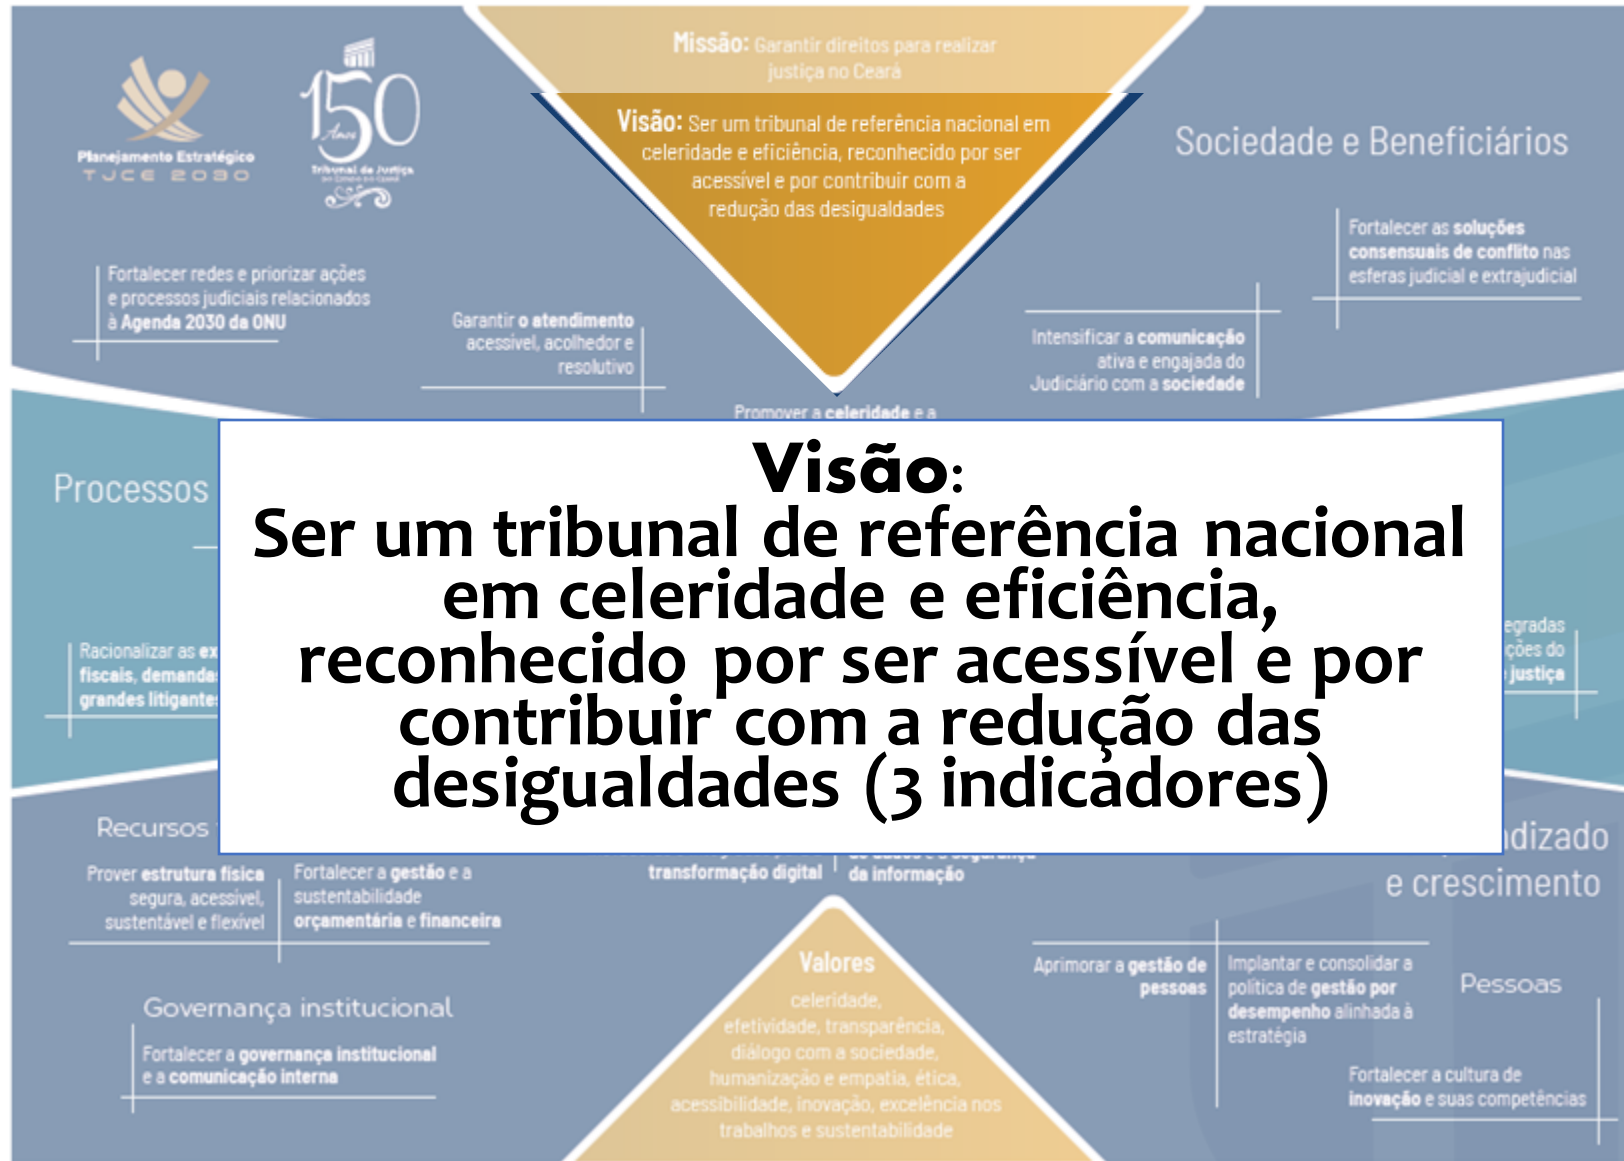 Missão: Garantir direitos para realizar
justiça no Ceará
Visão: Ser um tribunal de referência nacional em
celeridade e eficiência, reconhecido por ser
acessível e por contribuir com a
redução das desigualdades
Planejamento Estratégico
TJCE 2030
150
Anos
Tribunal de Justiça
DO ESTADO DO CEARÁ
Sociedade e Beneficiários
Fortalecer redes e priorizar ações
e processos judiciais relacionados
à Agenda 2030 da ONU
Garantir o atendimento
acessível, acolhedor e
resolutivo
Promover a celeridade e a
Intensificar a comunicação
ativa e engajada do
Judiciário com a sociedade
Fortalecer as soluções
consensuais de conflito nas
esferas judicial e extrajudicial
Processos
Racionalizar as ex
fiscais, demanda
grandes litigante
Visão:
Ser um tribunal de referência nacional
em celeridade e eficiência,
reconhecido por ser acessível e por
contribuir com a redução das
desigualdades (3 indicadores)
egradas
ções do
justiça
Recursos
Prover estrutura física
segura, acessível,
sustentável e flexível
Fortalecer a gestão e a
sustentabilidade
orçamentária e financeira
transformação digital
da informação
dizado
e crescimento
Governança institucional
Fortalecer a governança institucional
e a comunicação interna
Valores
celeridade,
efetividade, transparência,
diálogo com a sociedade,
humanização e empatia, ética,
acessibilidade, inovação, excelência nos
trabalhos e sustentabilidade
Aprimorar a gestão de
pessoas
Implantar e consolidar a
política de gestão por
desempenho alinhada à
estratégia
Pessoas
Fortalecer a cultura de
inovação e suas competências